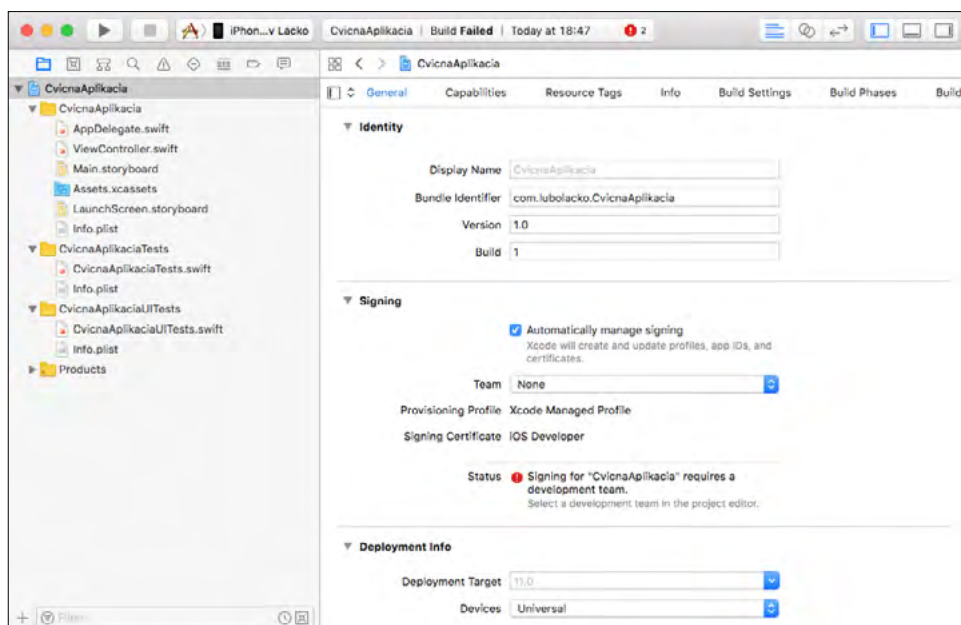 iPhon...v Lacko
CvicnaAplikacia | Build Failed | Today at 18:47
2
CvicnaAplikacia
CvicnaAplikacia
General Capabilities Resource Tags Info Build Settings Build Phases Build
CvicnaAplikacia
AppDelegate.swift
ViewController.swift
Main.storyboard
Assets.xcassets
LaunchScreen.storyboard
Info.plist
CvicnaAplikaciaTests
CvicnaAplikaciaTests.swift
Info.plist
CvicnaAplikaciaUITests
CvicnaAplikaciaUITests.swift
Info.plist
Products
Filter
Identity
Display Name CvicnaAplikacia
Bundle Identifier com.lubolacko.CvicnaAplikacia
Version 1.0
Build 1
Signing
Automatically manage signing
Xcode will create and update profiles, app IDs, and
certificates.
Team None
Provisioning Profile Xcode Managed Profile
Signing Certificate iOS Developer
Status Signing for "CvicnaAplikacia" requires a
development team.
Select a development team in the project editor.
Deployment Info
Deployment Target 11.0
Devices Universal